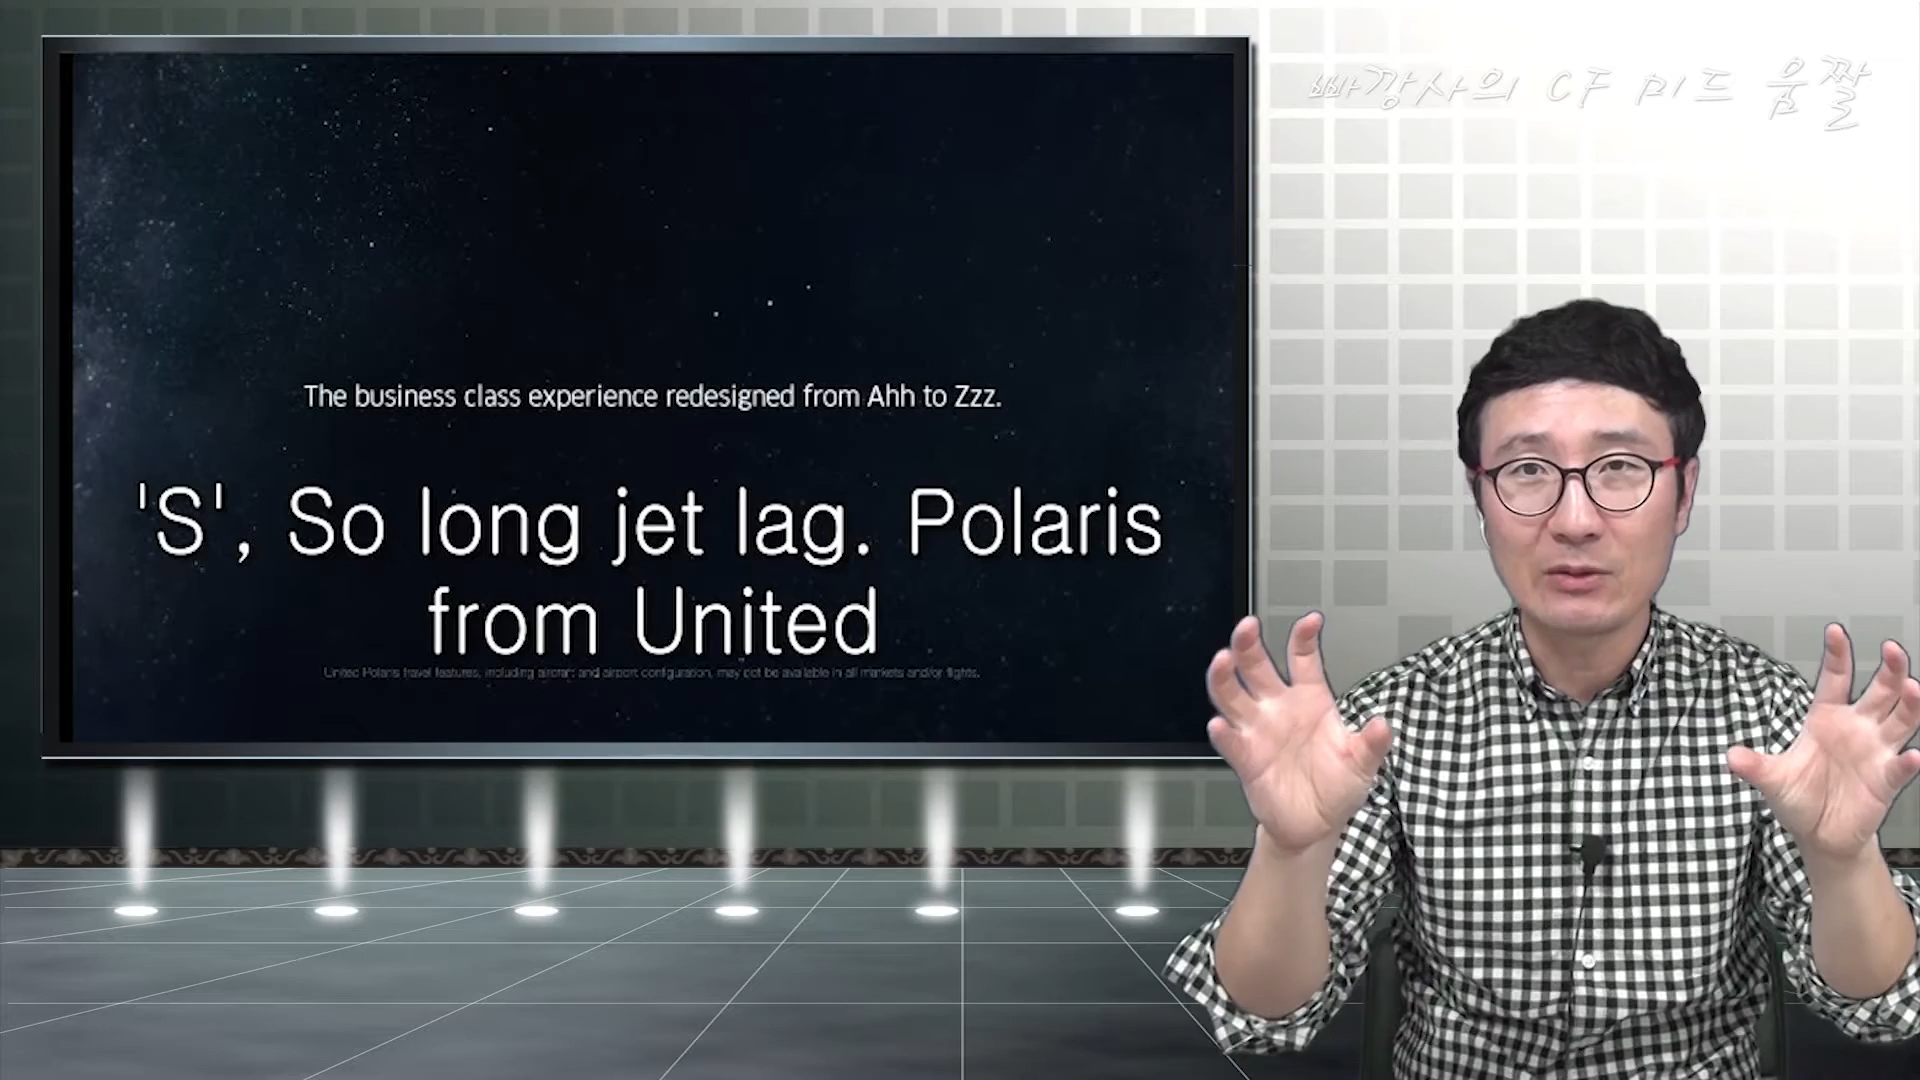 빠깡사의 CF 미드 움짤
The business class experience redesigned from Ahh to Zzz.
'S', So long jet lag. Polaris
from United
United Polaris travel features, including aircraft and airport configuration, may not be available in all markets and/or flights.